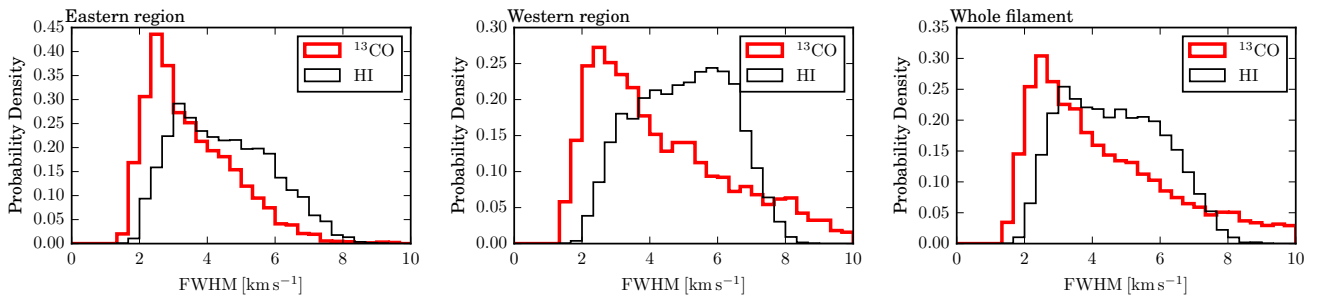 Eastern region
0.45
0.40
0.35
0.30
0.25
0.20
0.15
0.10
0.05
0.00
Probability Density
¹³CO
HI
0 2 4 6 8 10
FWHM [km s⁻¹]
Western region
0.30
0.25
0.20
0.15
0.10
0.05
0.00
Probability Density
¹³CO
HI
0 2 4 6 8 10
FWHM [km s⁻¹]
Whole filament
0.35
0.30
0.25
0.20
0.15
0.10
0.05
0.00
Probability Density
¹³CO
HI
0 2 4 6 8 10
FWHM [km s⁻¹]